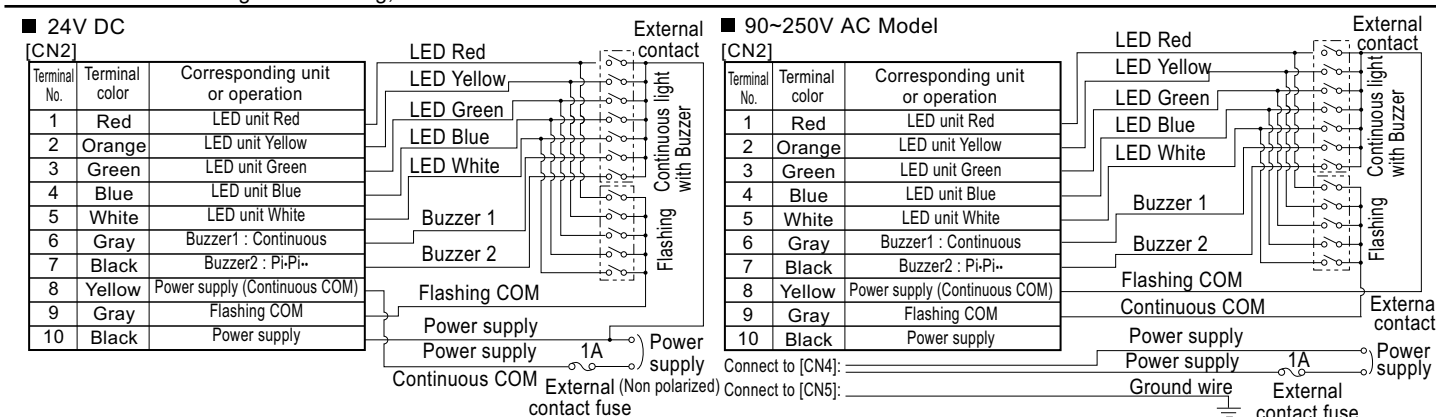 ■ 24V DC
[CN2]
Terminal No. Terminal color Corresponding unit or operation
1 Red LED unit Red
2 Orange LED unit Yellow
3 Green LED unit Green
4 Blue LED unit Blue
5 White LED unit White
6 Gray Buzzer1 : Continuous
7 Black Buzzer2 : Pi•Pi••
8 Yellow Power supply (Continuous COM)
9 Gray Flashing COM
10 Black Power supply
LED Red
LED Yellow
LED Green
LED Blue
LED White
Buzzer 1
Buzzer 2
Flashing COM
Power supply
Power supply
Continuous COM
1A
External contact fuse
Power supply
(Non polarized)
External contact
Continuous light with Buzzer
Flashing
■ 90~250V AC Model
[CN2]
Terminal No. Terminal color Corresponding unit or operation
1 Red LED unit Red
2 Orange LED unit Yellow
3 Green LED unit Green
4 Blue LED unit Blue
5 White LED unit White
6 Gray Buzzer1 : Continuous
7 Black Buzzer2 : Pi•Pi••
8 Yellow Power supply (Continuous COM)
9 Gray Flashing COM
10 Black Power supply
Connect to [CN4]:
Connect to [CN5]:
LED Red
LED Yellow
LED Green
LED Blue
LED White
Buzzer 1
Buzzer 2
Flashing COM
Continuous COM
Power supply
Power supply
Ground wire
1A
External contact fuse
Power supply
External contact
Continuous light with Buzzer
Flashing
Externa
contact